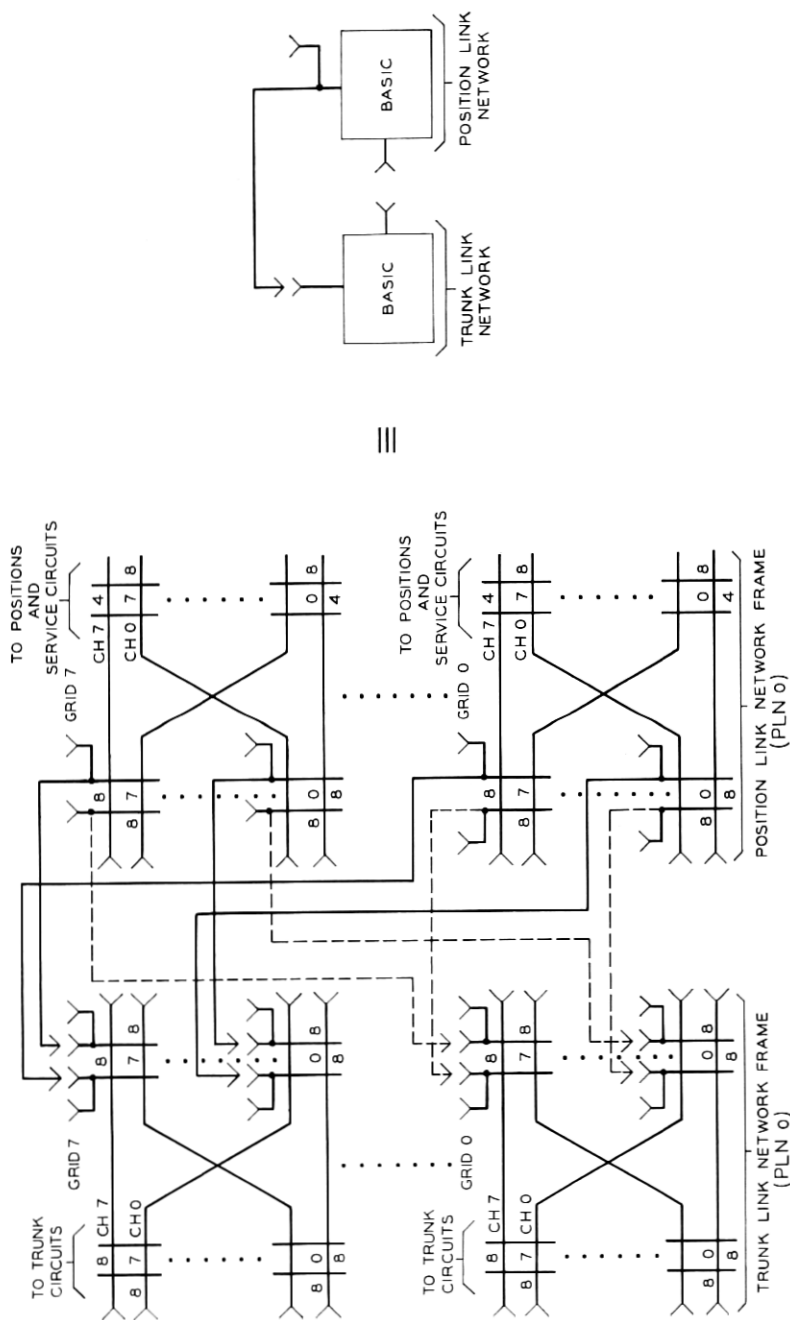 TO TRUNK
CIRCUITS
8
CH 7
8 7
CH 0
8 0
8
GRID 7
8
7 8
0 8
8
TO TRUNK
CIRCUITS
8
CH 7
8 7
CH 0
8 0
8
GRID 0
8
7 8
0 8
8
TRUNK LINK NETWORK FRAME
(PLN 0)
TO POSITIONS
AND
SERVICE CIRCUITS
GRID 7
8
8 7
8 0
8
CH 7
4
CH 0
7 8
0 8
4
TO POSITIONS
AND
SERVICE CIRCUITS
GRID 0
8
8 7
8 0
8
CH 7
4
CH 0
7 8
0 8
4
POSITION LINK NETWORK FRAME
(PLN 0)
≡
BASIC
TRUNK LINK
NETWORK
BASIC
POSITION LINK
NETWORK